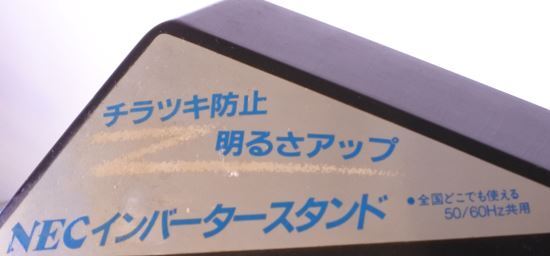 チラツキ防止
明るさアップ
NECインバータースタンド
●全国どこでも使える
50/60Hz共用